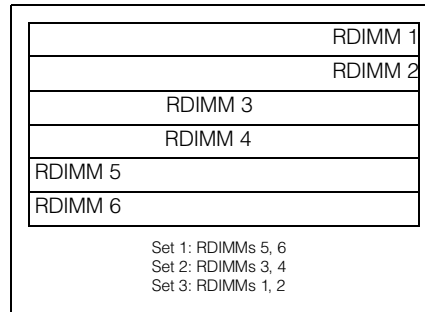 RDIMM 1
RDIMM 2
RDIMM 3
RDIMM 4
RDIMM 5
RDIMM 6
Set 1: RDIMMs 5, 6
Set 2: RDIMMs 3, 4
Set 3: RDIMMs 1, 2